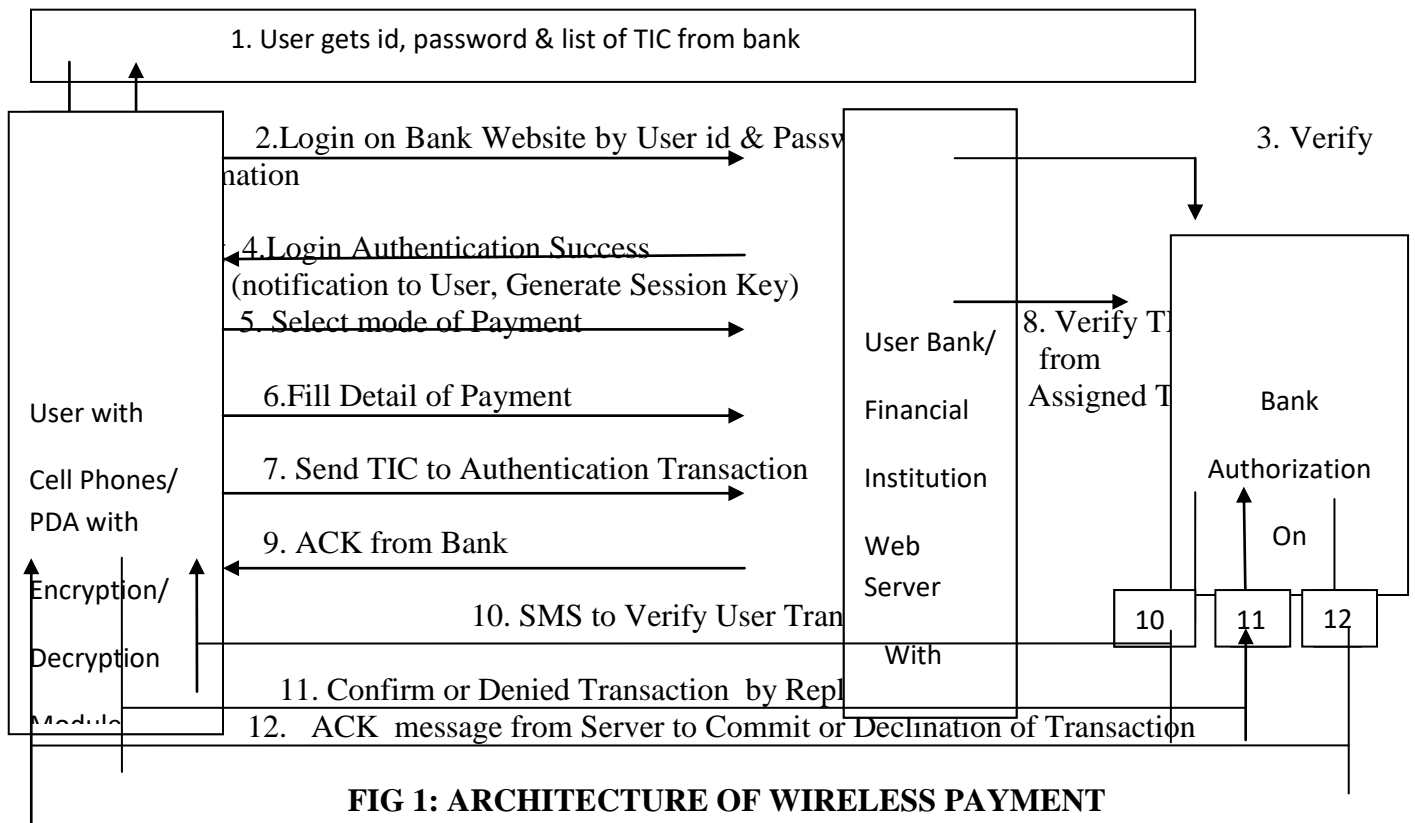 1. User gets id, password & list of TIC from bank
2.Login on Bank Website by User id &
3. Verify
4.Login Authentication Success
(notification to User, Generate Session Key)
5. Select mode of Payment
6.Fill Detail of Payment
7. Send TIC to Authentication Transaction
9. ACK from Bank
10. SMS to Verify User
11. Confirm or Denied Transaction by
12. ACK message from Server to Commit or Declination of Transaction
User with
Cell Phones/
PDA with
Encryption/
Decryption
Module
User Bank/
Financial
Institution
Web
Server
With
8. Verify
from
Assigned
Bank
Authorization
On
10
11
12
FIG 1: ARCHITECTURE OF WIRELESS PAYMENT